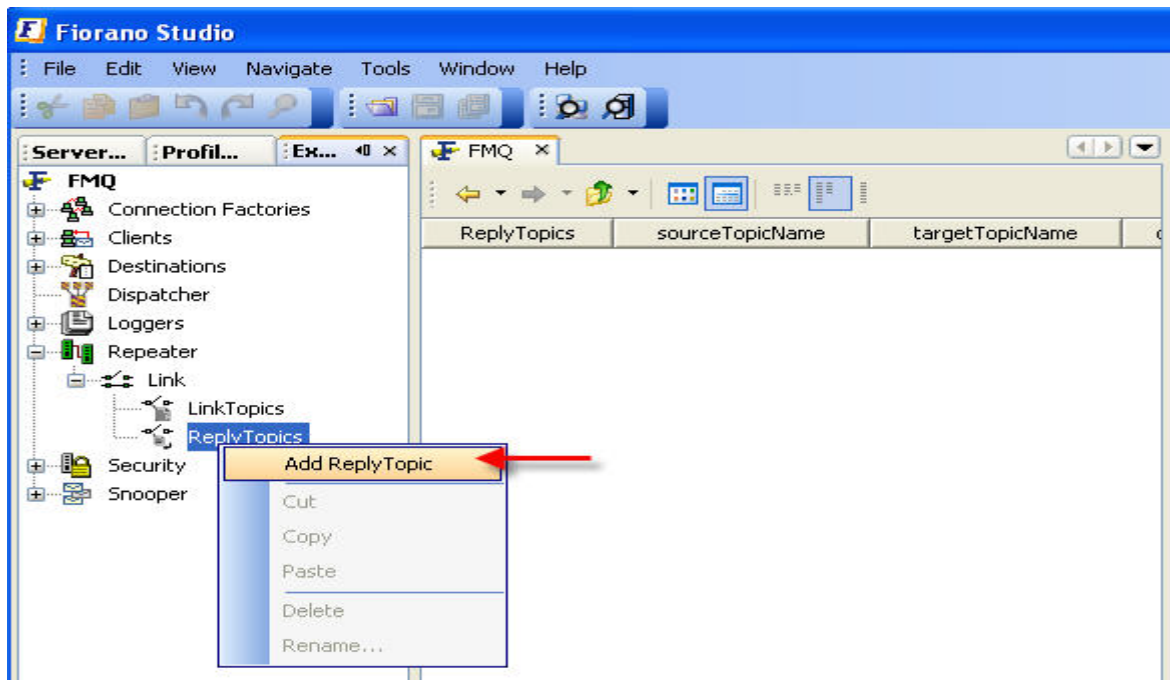 Fiorano Studio
File Edit View Navigate Tools Window Help
Server... Profil... Ex...
FMQ
FMQ
Connection Factories
Clients
Destinations
Dispatcher
Loggers
Repeater
Link
LinkTopics
ReplyTopics
Security
Snooper
ReplyTopics sourceTopicName targetTopicName
Add ReplyTopic
Cut
Copy
Paste
Delete
Rename...